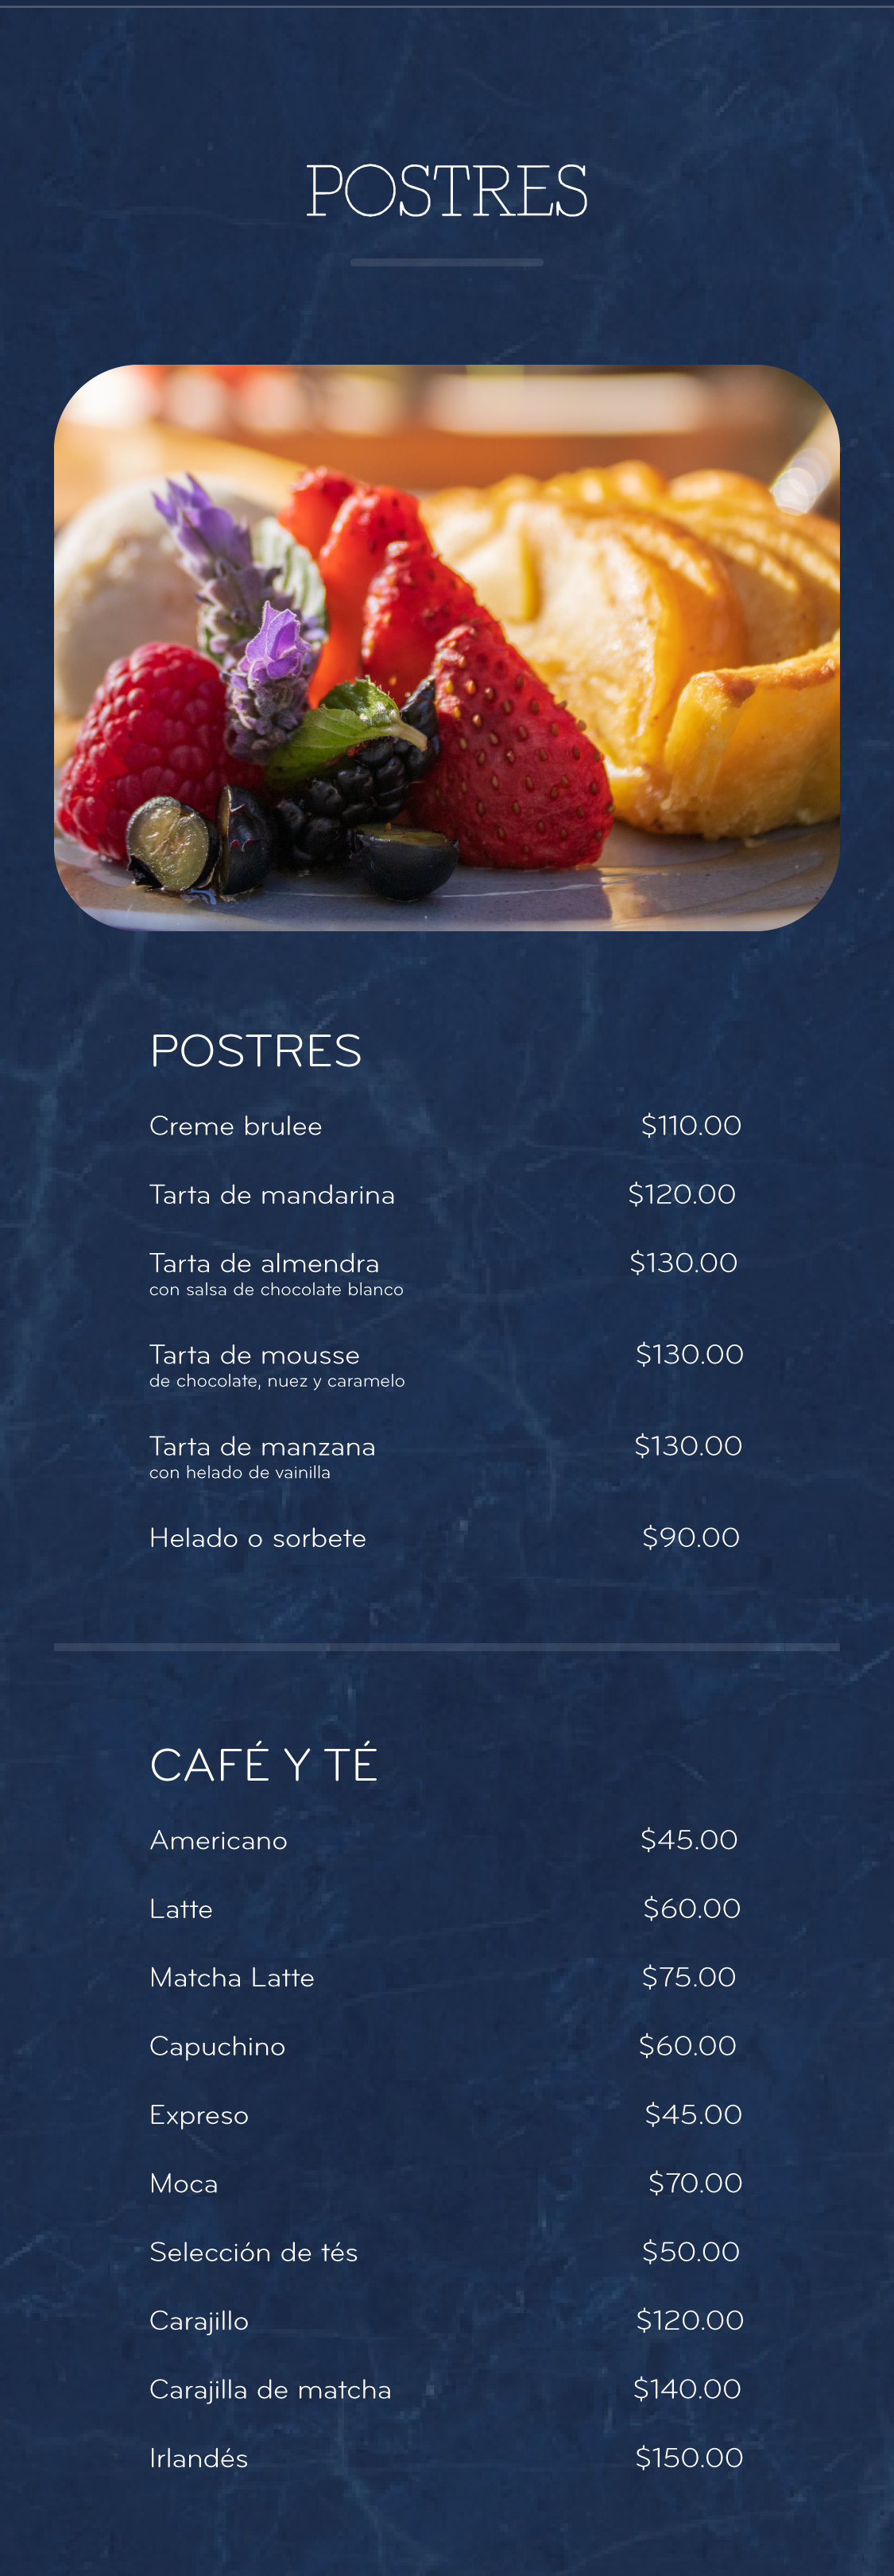 POSTRES
POSTRES
Creme brulee $110.00
Tarta de mandarina $120.00
Tarta de almendra $130.00
con salsa de chocolate blanco
Tarta de mousse $130.00
de chocolate, nuez y caramelo
Tarta de manzana $130.00
con helado de vainilla
Helado o sorbete $90.00
CAFÉ Y TÉ
Americano $45.00
Latte $60.00
Matcha Latte $75.00
Capuchino $60.00
Expreso $45.00
Moca $70.00
Selección de tés $50.00
Carajillo $120.00
Carajilla de matcha $140.00
Irlandés $150.00